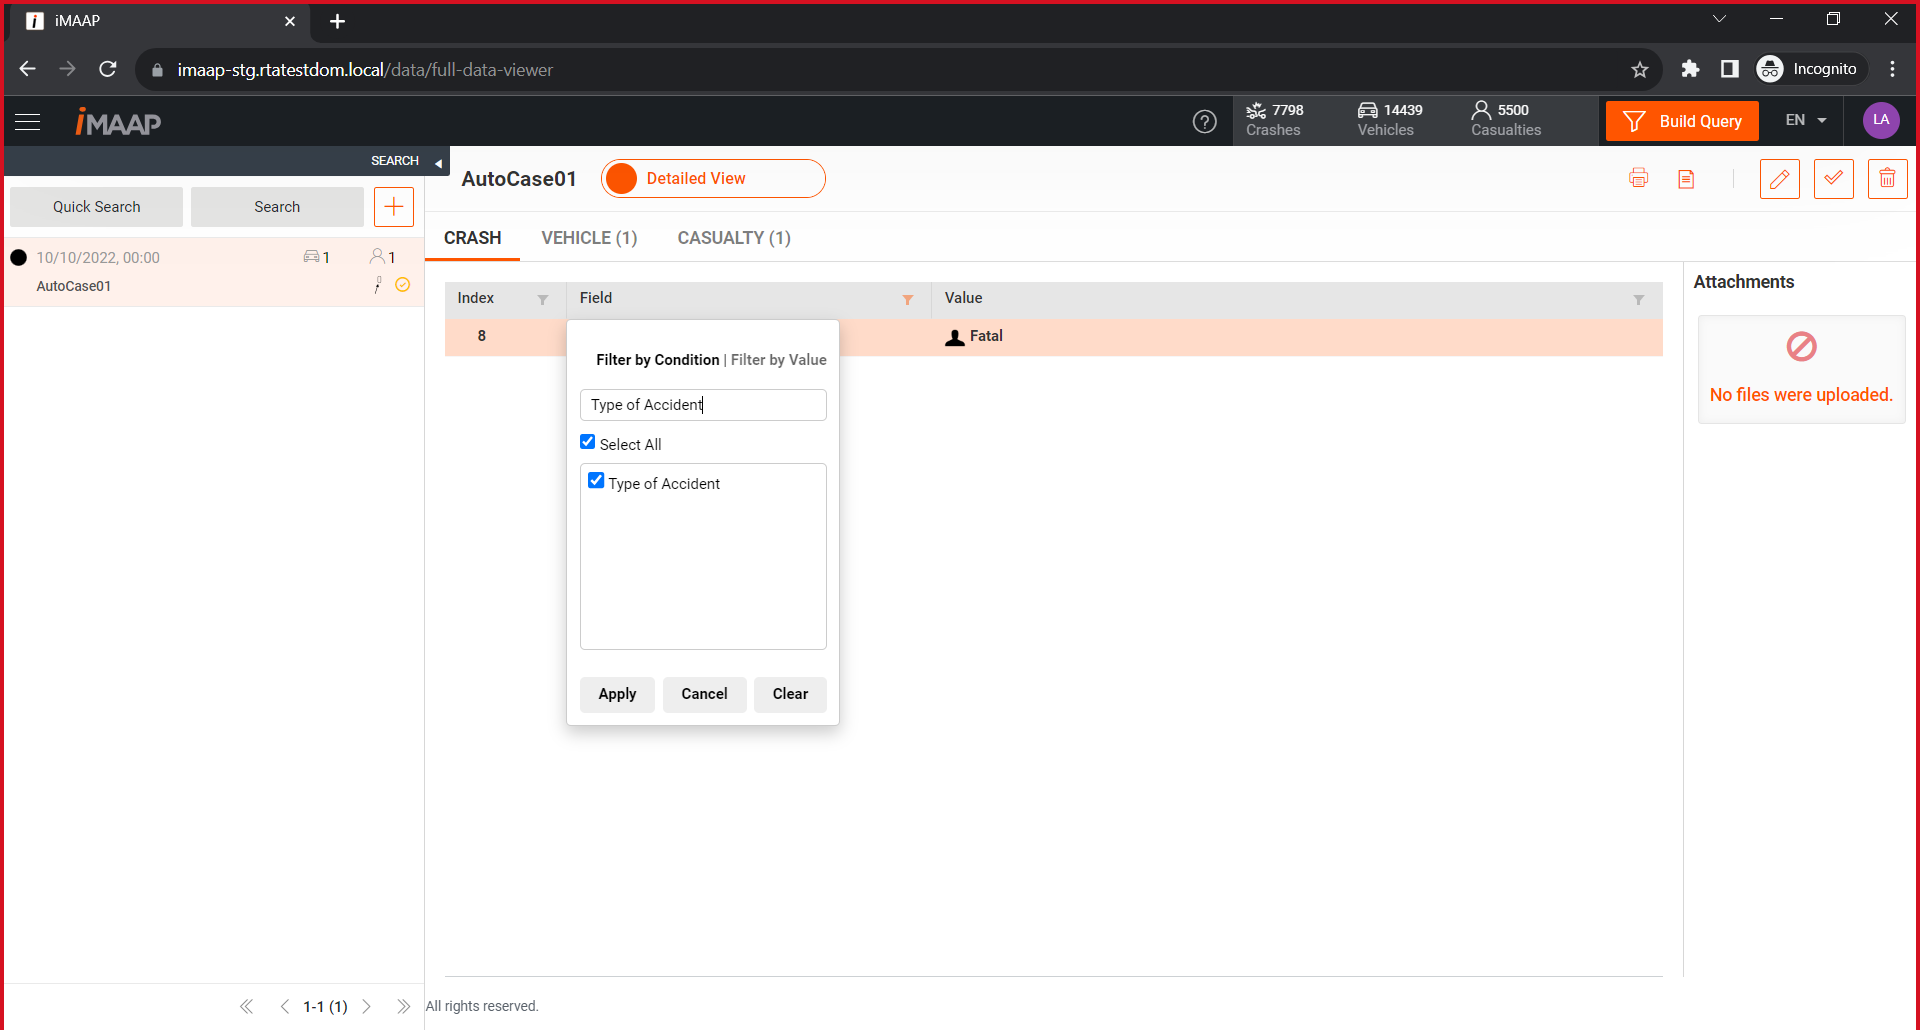 iMAAP
imaap-stg.rtatestdom.local/data/full-data-viewer
Incognito
iMAAP
7798
Crashes
14439
Vehicles
5500
Casualties
Build Query
EN
LA
SEARCH
AutoCase01
Detailed View
Quick Search
Search
CRASH
VEHICLE (1)
CASUALTY (1)
10/10/2022, 00:00
1
1
AutoCase01
Index
Field
Value
Attachments
8
Fatal
Filter by Condition | Filter by Value
Type of Accident
Select All
Type of Accident
No files were uploaded.
Apply
Cancel
Clear
1-1 (1)
All rights reserved.